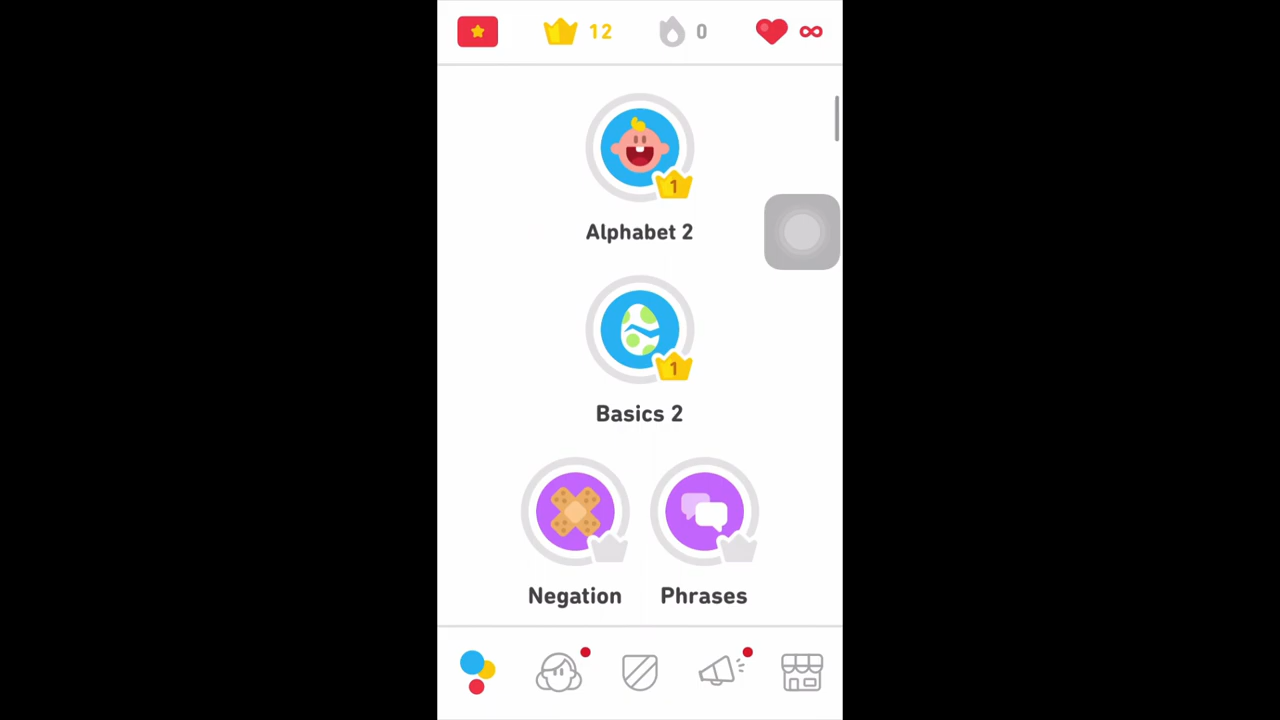 12 0 ∞
1
Alphabet 2
1
Basics 2
Negation Phrases